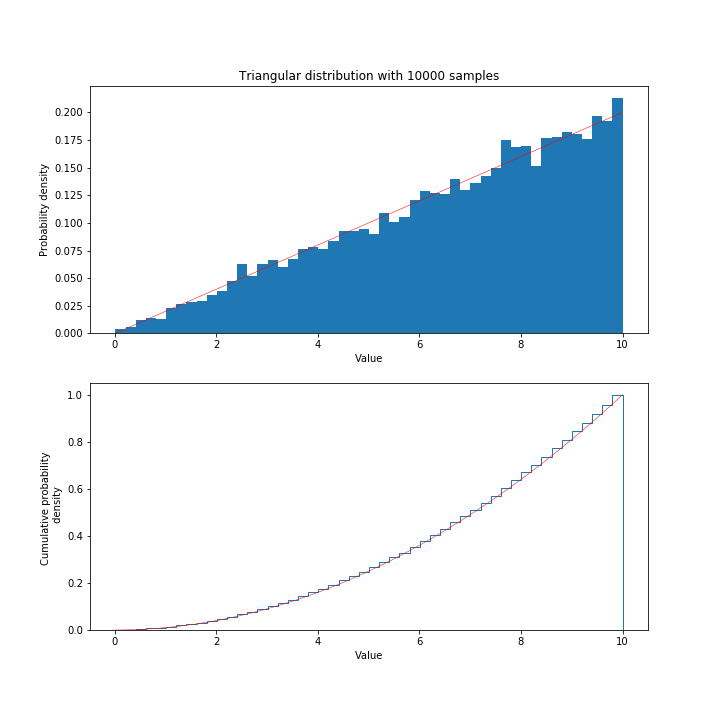 Triangular distribution with 10000 samples
0.200
0.175
0.150
0.125
0.100
0.075
0.050
0.025
0.000
Probability density
0 2 4 6 8 10
Value
1.0
0.8
0.6
0.4
0.2
0.0
Cumulative probability
density
0 2 4 6 8 10
Value